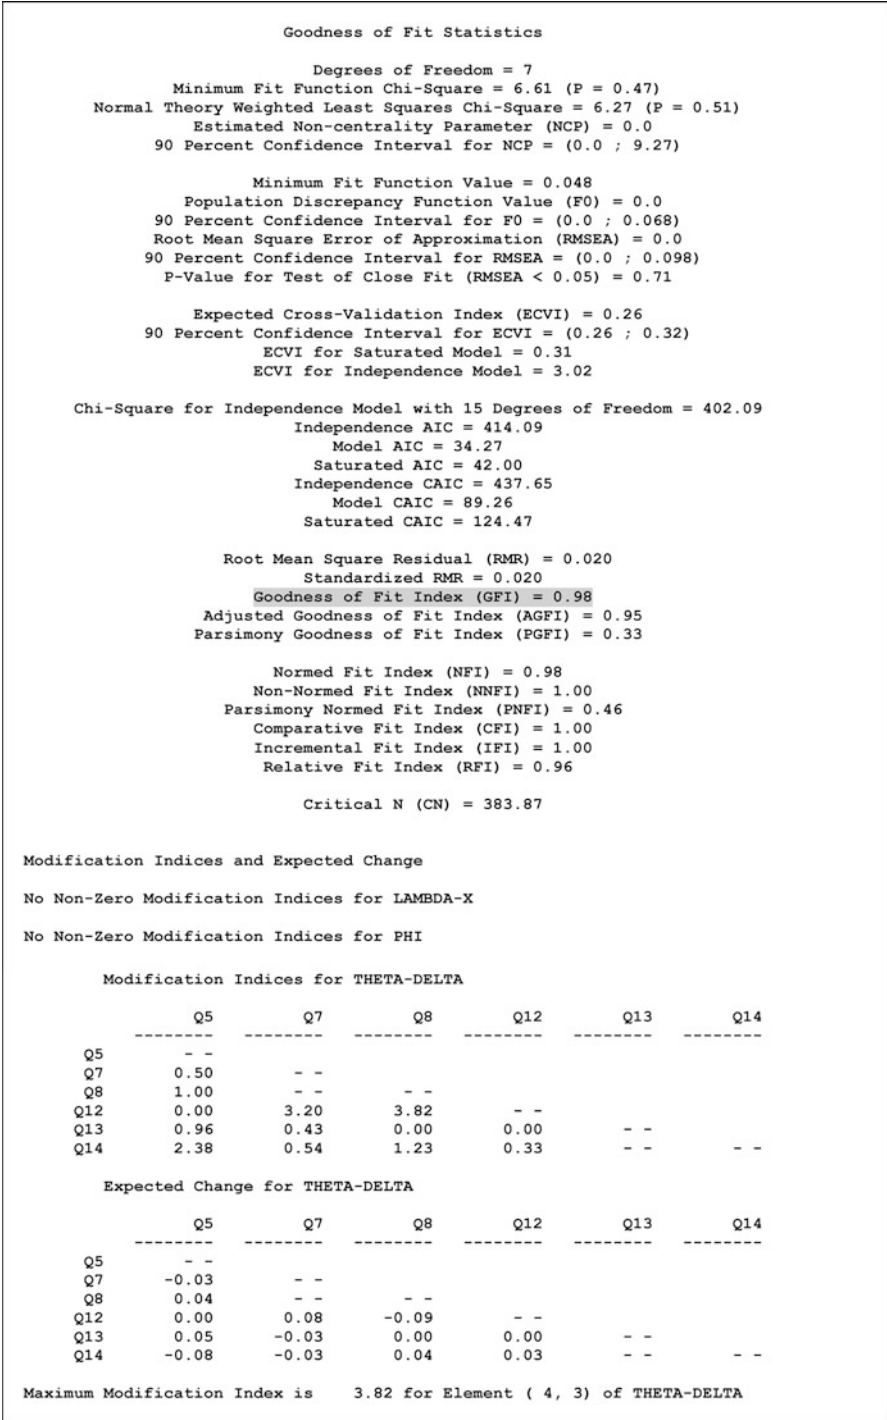 Goodness of Fit Statistics
Degrees of Freedom = 7
Minimum Fit Function Chi-Square = 6.61 (P = 0.47)
Normal Theory Weighted Least Squares Chi-Square = 6.27 (P = 0.51)
Estimated Non-centrality Parameter (NCP) = 0.0
90 Percent Confidence Interval for NCP = (0.0 ; 9.27)
Minimum Fit Function Value = 0.048
Population Discrepancy Function Value (F0) = 0.0
90 Percent Confidence Interval for F0 = (0.0 ; 0.068)
Root Mean Square Error of Approximation (RMSEA) = 0.0
90 Percent Confidence Interval for RMSEA = (0.0 ; 0.098)
P-Value for Test of Close Fit (RMSEA < 0.05) = 0.71
Expected Cross-Validation Index (ECVI) = 0.26
90 Percent Confidence Interval for ECVI = (0.26 ; 0.32)
ECVI for Saturated Model = 0.31
ECVI for Independence Model = 3.02
Chi-Square for Independence Model with 15 Degrees of Freedom = 402.09
Independence AIC = 414.09
Model AIC = 34.27
Saturated AIC = 42.00
Independence CAIC = 437.65
Model CAIC = 89.26
Saturated CAIC = 124.47
Root Mean Square Residual (RMR) = 0.020
Standardized RMR = 0.020
Goodness of Fit Index (GFI) = 0.98
Adjusted Goodness of Fit Index (AGFI) = 0.95
Parsimony Goodness of Fit Index (PGFI) = 0.33
Normed Fit Index (NFI) = 0.98
Non-Normed Fit Index (NNFI) = 1.00
Parsimony Normed Fit Index (PNFI) = 0.46
Comparative Fit Index (CFI) = 1.00
Incremental Fit Index (IFI) = 1.00
Relative Fit Index (RFI) = 0.96
Critical N (CN) = 383.87
Modification Indices and Expected Change
No Non-Zero Modification Indices for LAMBDA-X
No Non-Zero Modification Indices for PHI
Modification Indices for THETA-DELTA
Q5 Q7 Q8 Q12 Q13 Q14
-------- -------- -------- -------- -------- --------
Q5 - -
Q7 0.50 - -
Q8 1.00 - - - -
Q12 0.00 3.20 3.82 - -
Q13 0.96 0.43 0.00 0.00 - -
Q14 2.38 0.54 1.23 0.33 - - - -
Expected Change for THETA-DELTA
Q5 Q7 Q8 Q12 Q13 Q14
-------- -------- -------- -------- -------- --------
Q5 - -
Q7 -0.03 - -
Q8 0.04 - - - -
Q12 0.00 0.08 -0.09 - -
Q13 0.05 -0.03 0.00 0.00 - -
Q14 -0.08 -0.03 0.04 0.03 - - - -
Maximum Modification Index is 3.82 for Element ( 4, 3) of THETA-DELTA